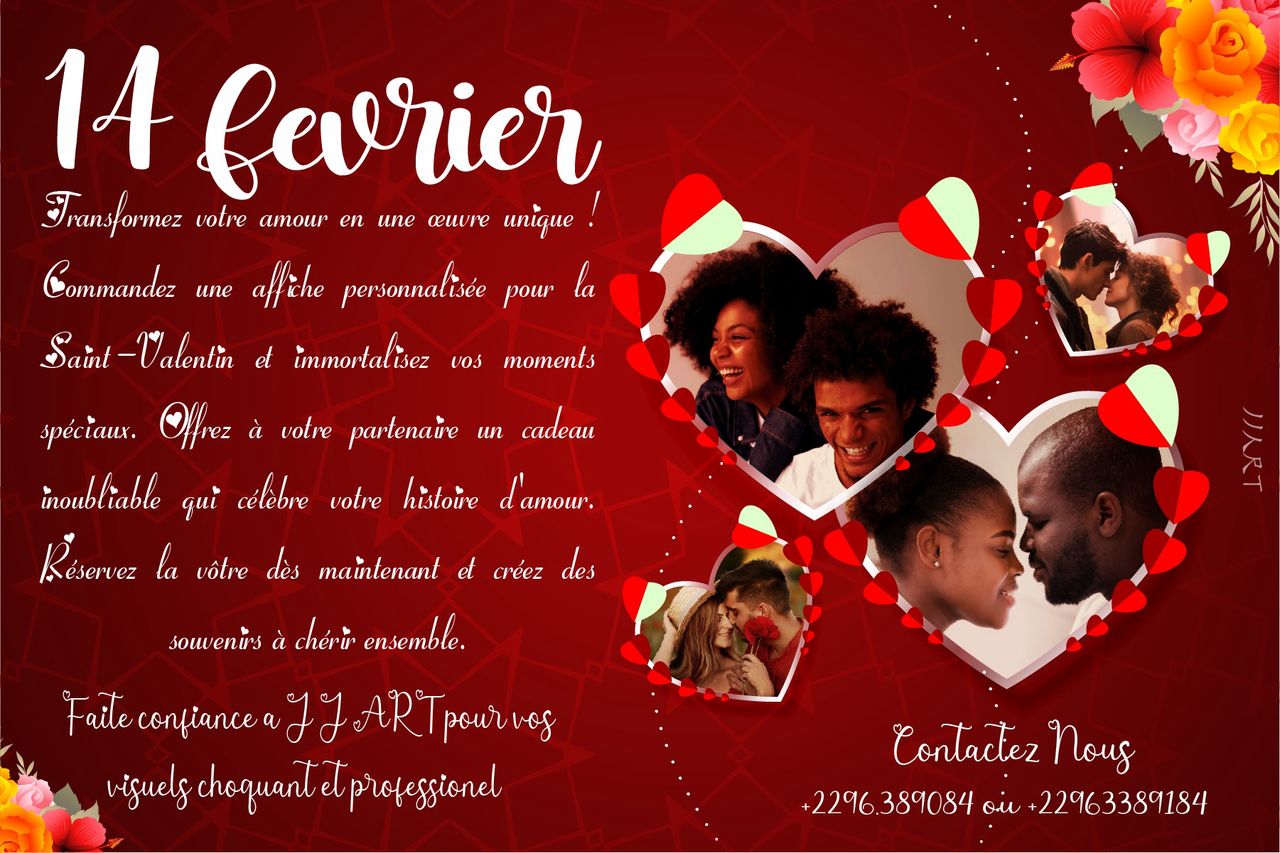 14 fevrier
Transformez votre amour en une œuvre unique !
Commandez une affiche personnalisée pour la
Saint-Valentin et immortalisez vos moments
spéciaux. Offrez à votre partenaire un cadeau
inoubliable qui célèbre votre histoire d'amour.
Réservez la vôtre dès maintenant et créez des
souvenirs à chérir ensemble.
Faite confiance a JJ ART pour vos
visuels choquant et professionel
JJART
Contactez Nous
+2296.389084 ou +22963389184